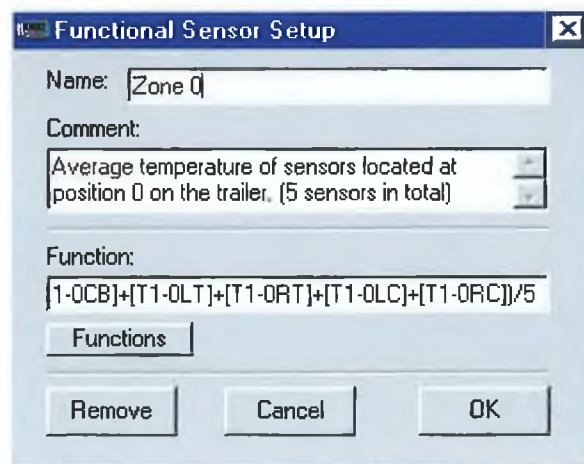 Functional Sensor Setup
Name: Zone 0
Comment:
Average temperature of sensors located at
position 0 on the trailer. (5 sensors in total)
Function:
1-0CB]+[T1-0LT]+[T1-0RT]+[T1-0LC]+[T1-0RC])/5
Functions
Remove Cancel OK